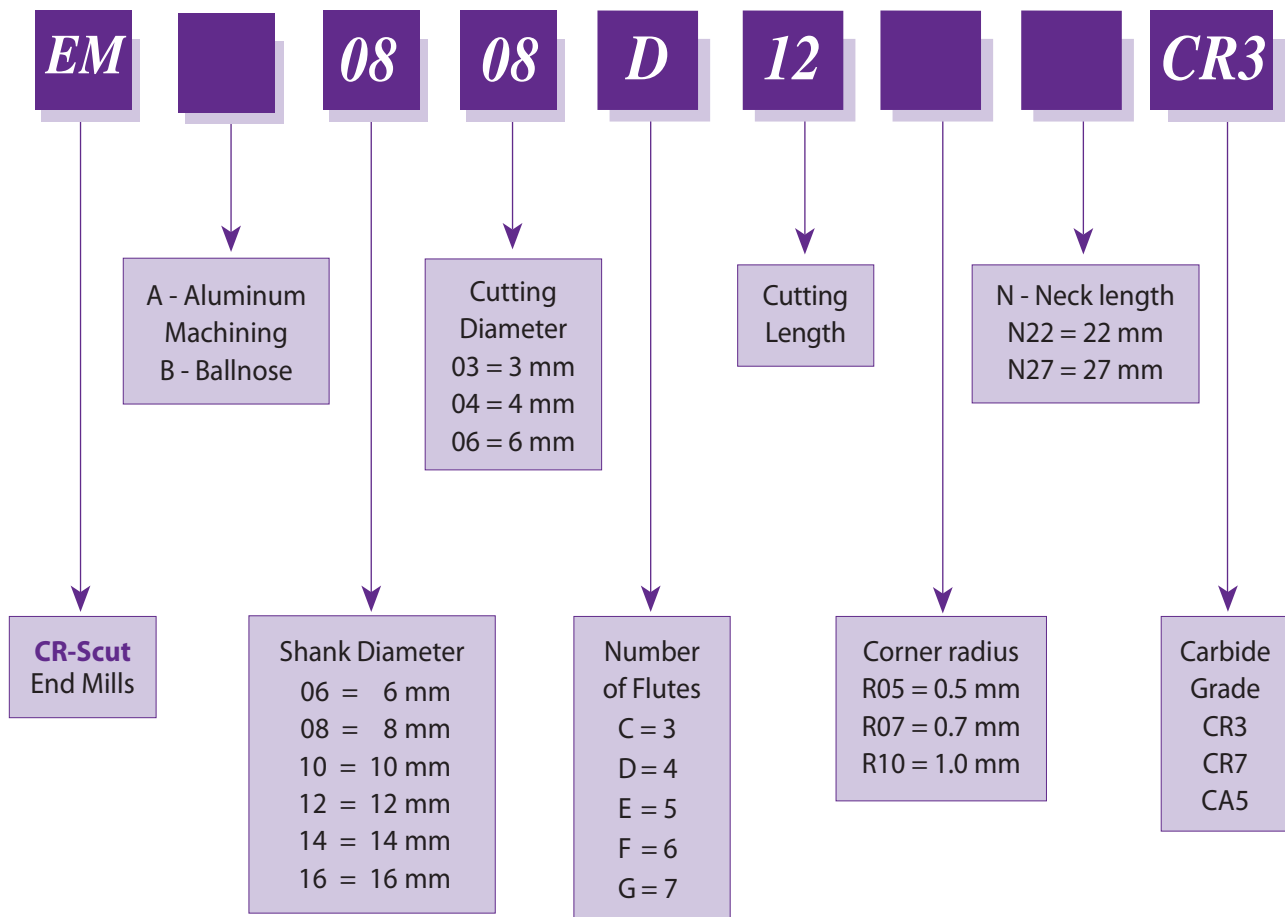 EM 08 08 D 12 CR3
A - Aluminum
Machining
B - Ballnose
Cutting
Diameter
03 = 3 mm
04 = 4 mm
06 = 6 mm
Cutting
Length
N - Neck length
N22 = 22 mm
N27 = 27 mm
CR-Scut
End Mills
Shank Diameter
06 = 6 mm
08 = 8 mm
10 = 10 mm
12 = 12 mm
14 = 14 mm
16 = 16 mm
Number
of Flutes
C = 3
D = 4
E = 5
F = 6
G = 7
Corner radius
R05 = 0.5 mm
R07 = 0.7 mm
R10 = 1.0 mm
Carbide
Grade
CR3
CR7
CA5